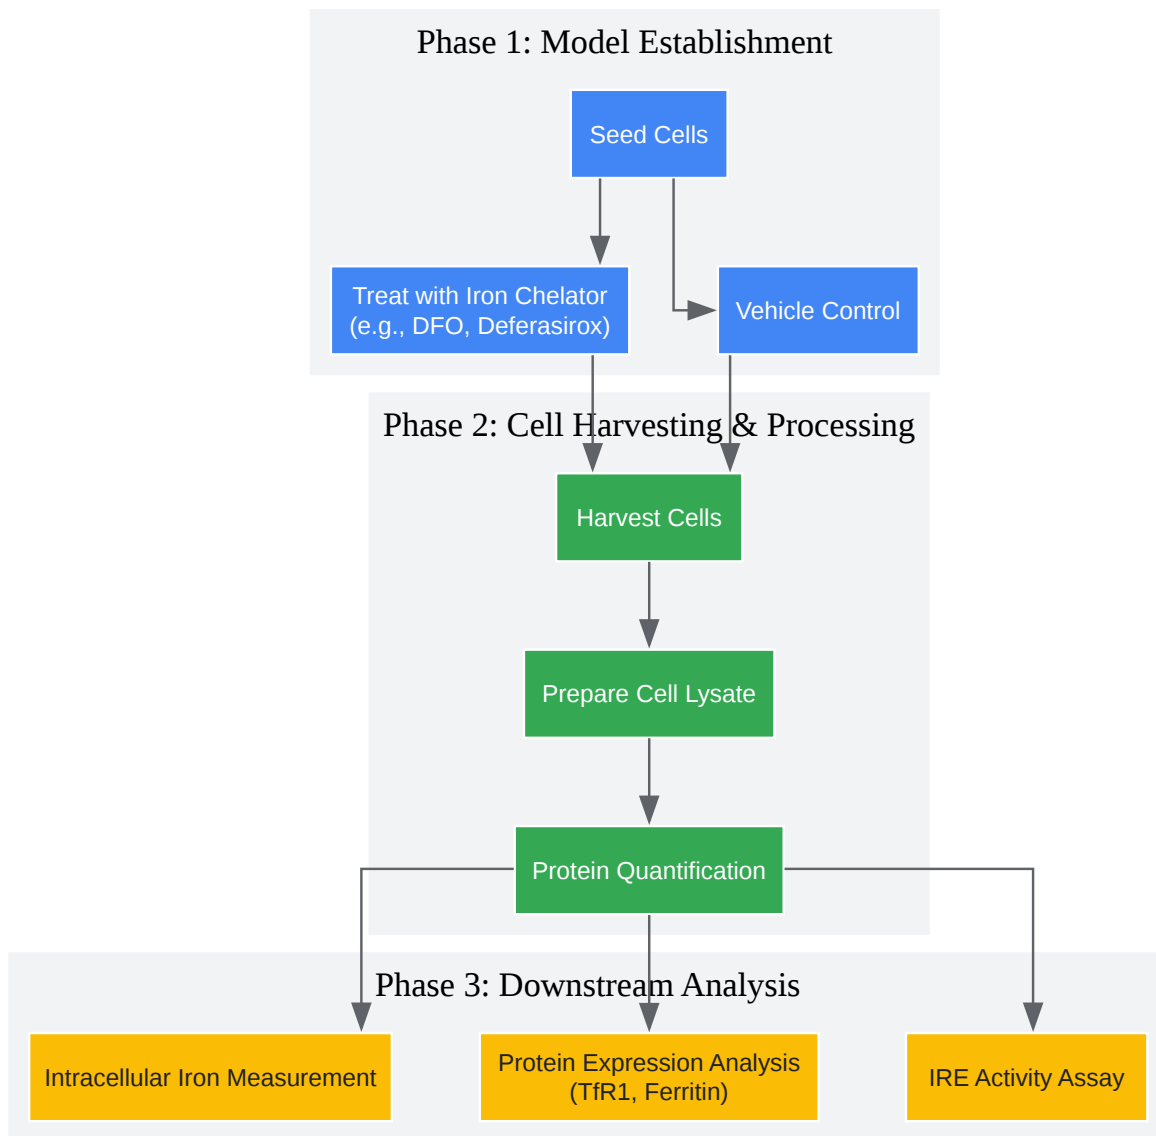 Phase 1: Model Establishment
Seed Cells
Treat with Iron Chelator
(e.g., DFO, Deferasirox)
Vehicle Control
Phase 2: Cell Harvesting & Processing
Harvest Cells
Prepare Cell Lysate
Protein Quantification
Phase 3: Downstream Analysis
Intracellular Iron Measurement
Protein Expression Analysis
(TfR1, Ferritin)
IRE Activity Assay